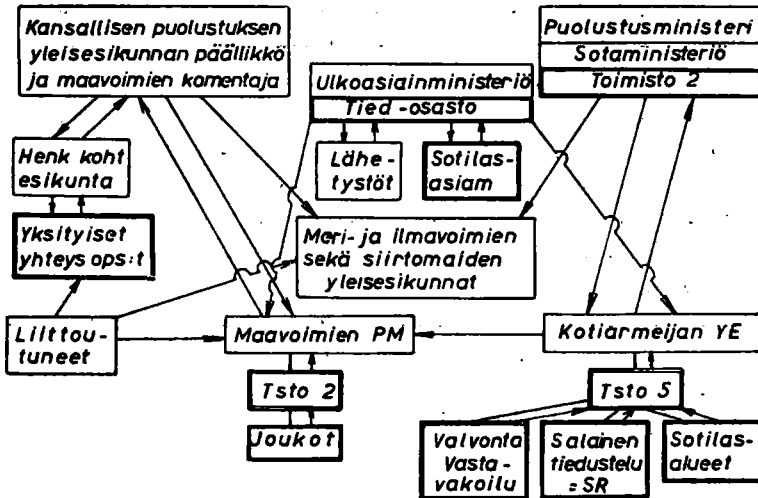 Kansallisen puolustuksen
yleisesikunnan päällikkö
ja maavoimien komentaja
Ulkoasiainministeriö
Tied-osasto
Puolustusministeri
Sotaministeriö
Toimisto 2
Henk koht
esikunta
Lähe-
tystöt
Sotilas-
asiam
Yksityiset
yhteysops:t
Meri- ja ilmavoimien
sekä siirtomaiden
yleisesikunnat
Liittou-
tuneet
Maavoimien PM
Kotiarmeijan YE
Tsto 2
Tsto 5
Joukot
Valvonta
Vasta-
vakoilu
Salainen
tiedustelu
= SR
Sotilas-
alueet